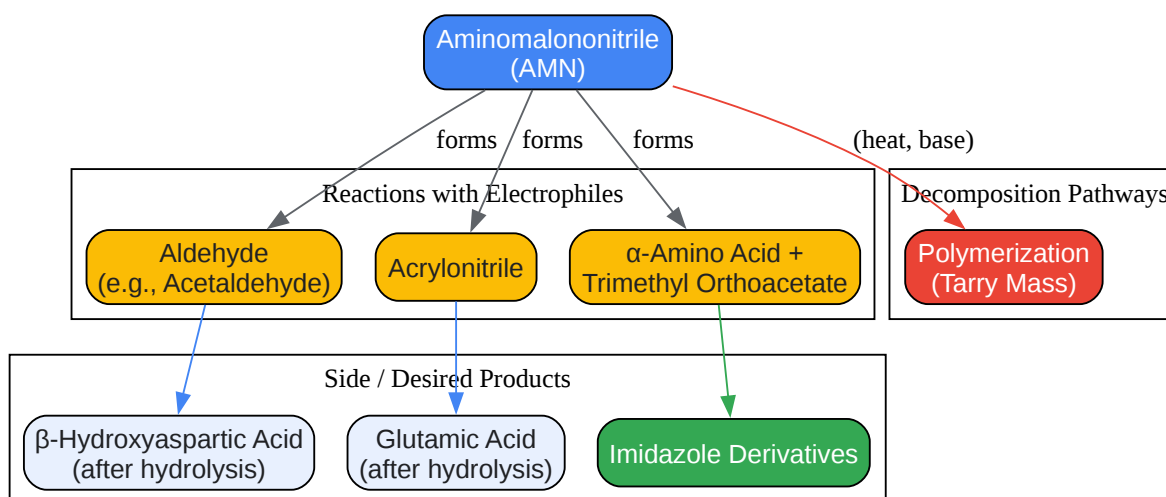 Aminomalononitrile
(AMN)
forms
forms
forms
(heat, base)
Reactions with Electrophiles
Decomposition Pathways
Aldehyde
(e.g., Acetaldehyde)
Acrylonitrile
α-Amino Acid +
Trimethyl Orthoacetate
Polymerization
(Tarry Mass)
Side / Desired Products
β-Hydroxyaspartic Acid
(after hydrolysis)
Glutamic Acid
(after hydrolysis)
Imidazole Derivatives